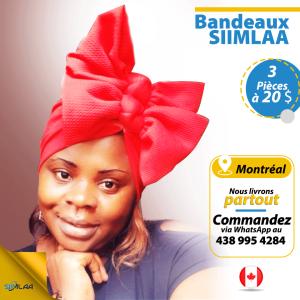 Bandeaux
SIIMLAA
3
Pièces
à 20 $
Montréal
Nous livrons
partout
Commandez
via WhatsApp au
438 995 4284
SIIMLAA